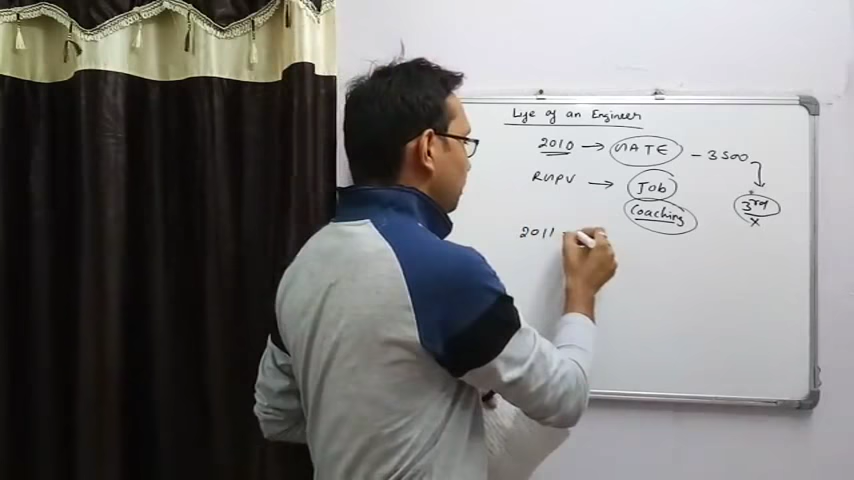 Life of an Engineer
2010 → GATE - 3500
3rd
x
RGPV → Job
Coaching
2011 -